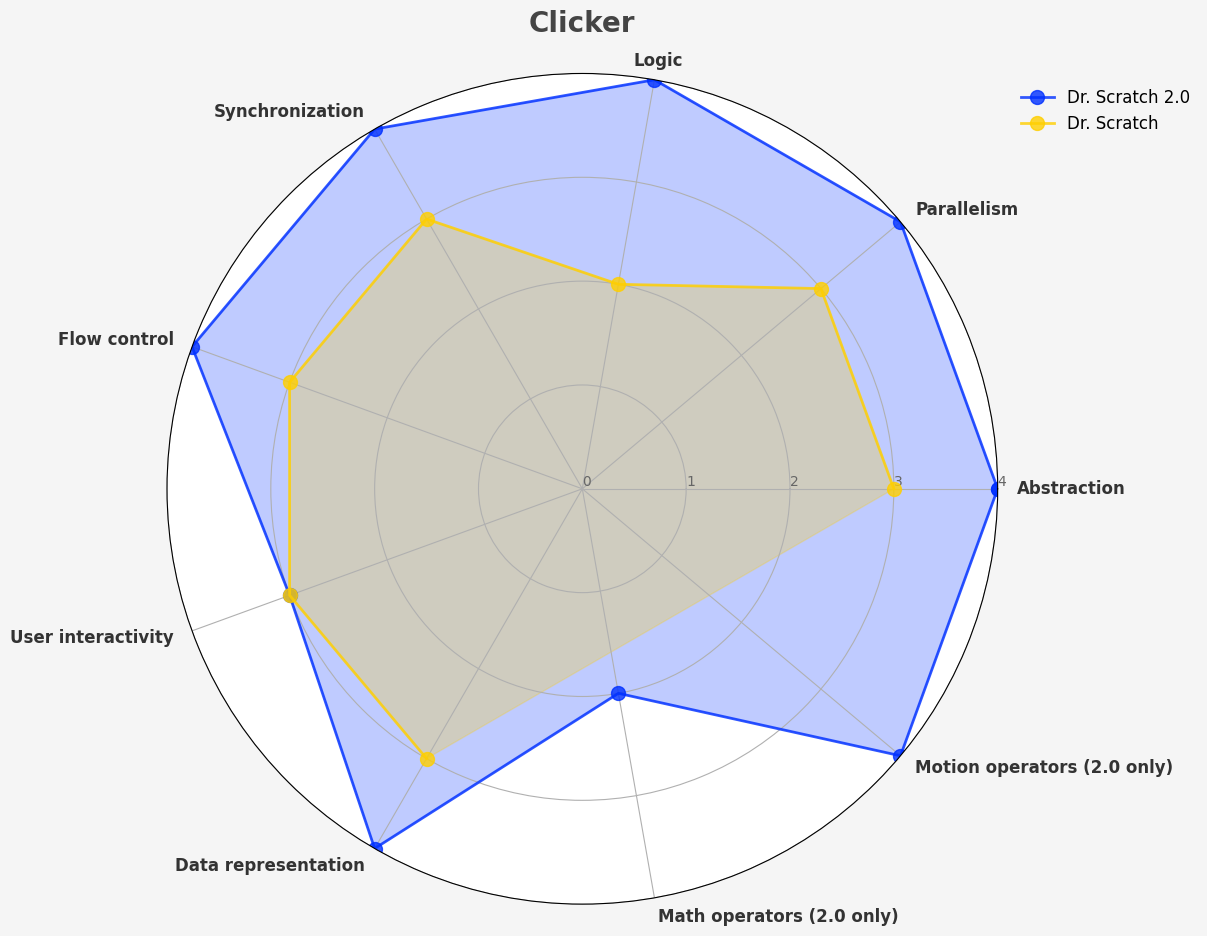 Clicker
Logic
Dr. Scratch 2.0
Dr. Scratch
Synchronization
Parallelism
Flow control
0
1
2
3
4
Abstraction
User interactivity
Motion operators (2.0 only)
Data representation
Math operators (2.0 only)